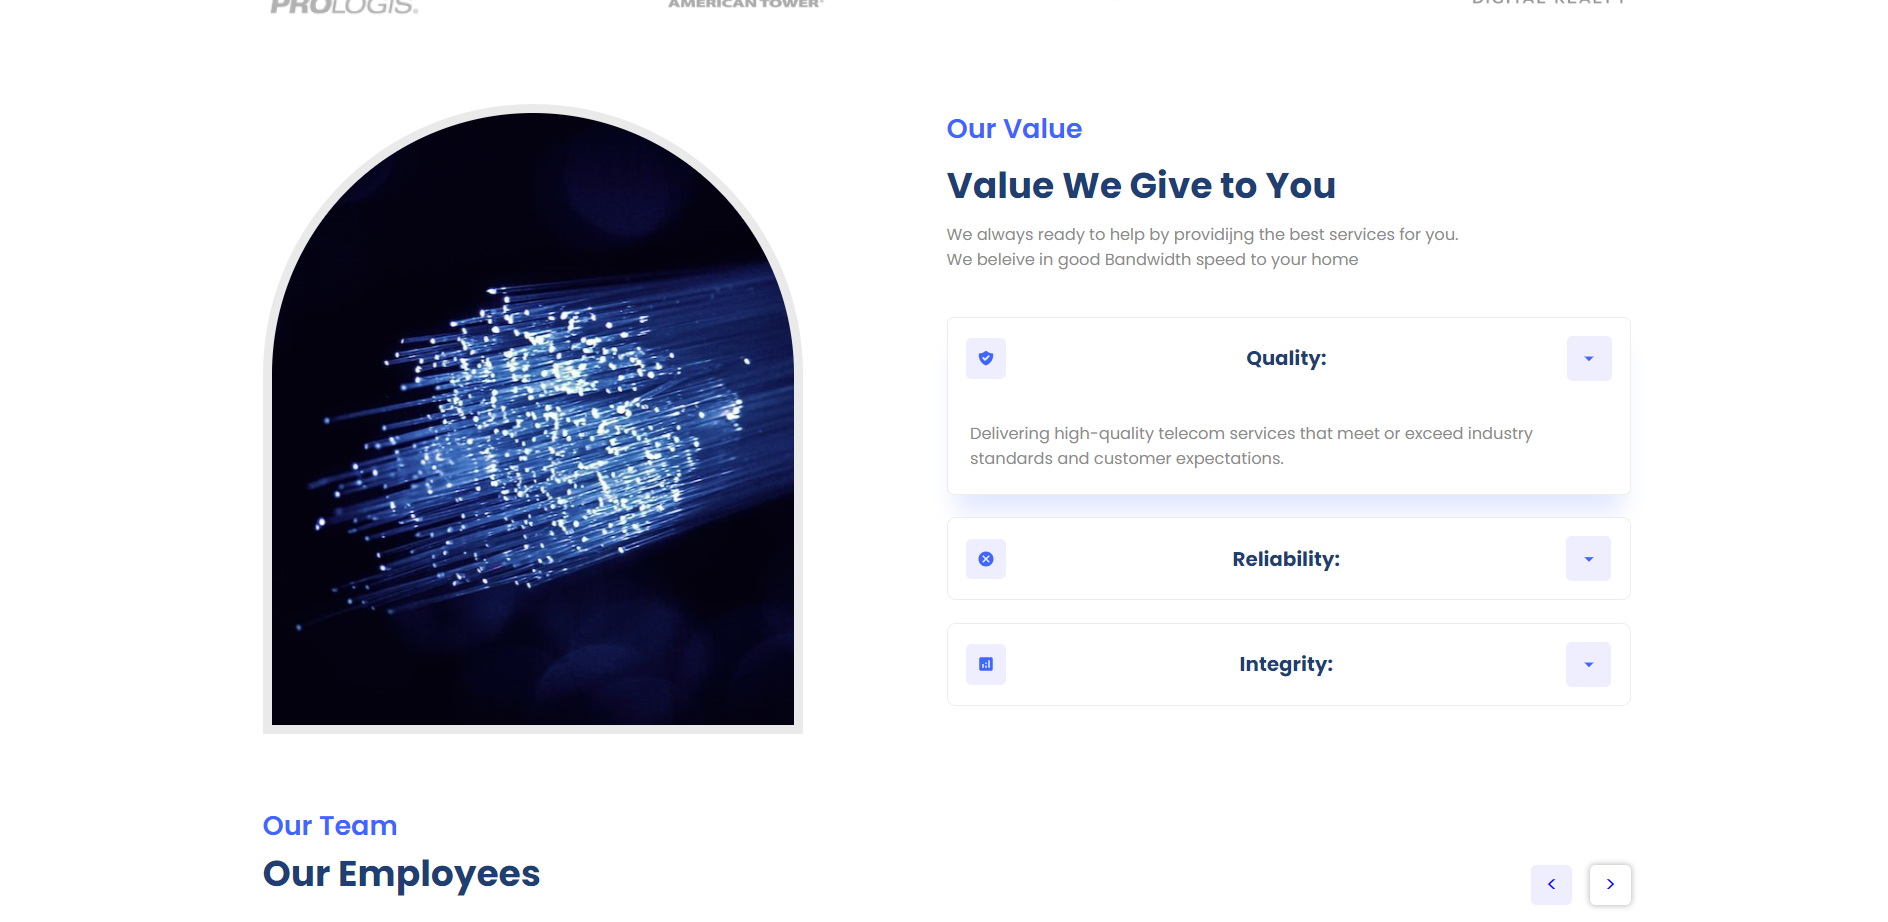 PROLOGIS.
AMERICAN TOWER
DIGITAL REALTY
Our Value
Value We Give to You
We always ready to help by providijng the best services for you.
We beleive in good Bandwidth speed to your home
Quality:
Delivering high-quality telecom services that meet or exceed industry
standards and customer expectations.
Reliability:
Integrity:
Our Team
Our Employees
< >